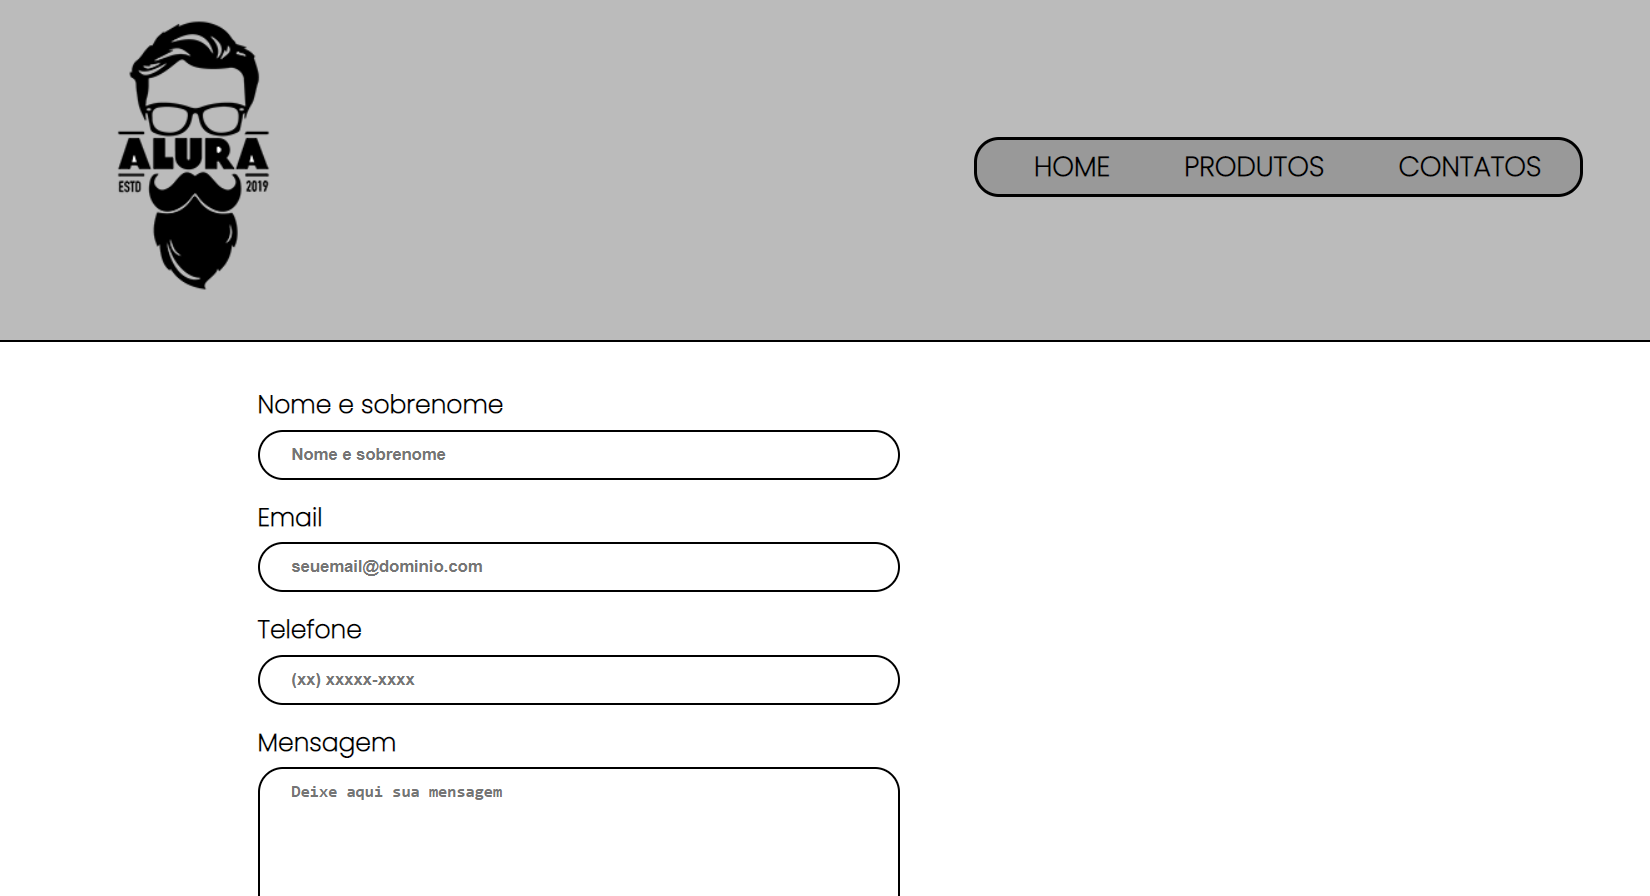 ALURA
ESTD 2019
HOME PRODUTOS CONTATOS
Nome e sobrenome
Nome e sobrenome
Email
seuemail@dominio.com
Telefone
(xx) xxxxx-xxxx
Mensagem
Deixe aqui sua mensagem